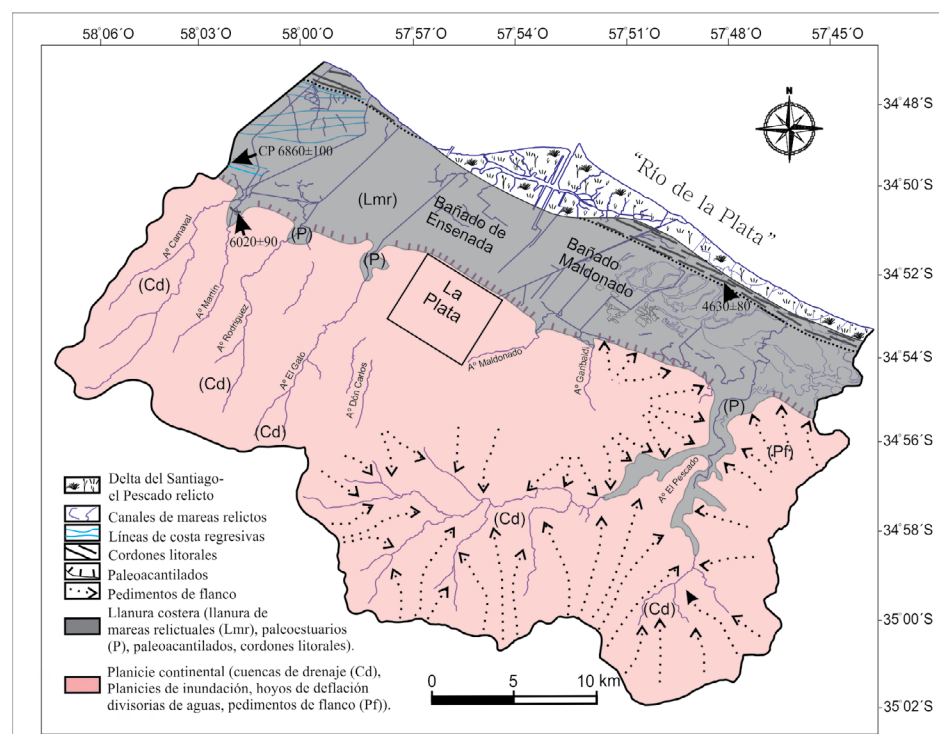 58°06´O 58°03´O 58°00´O 57°57´O 57°54´O 57°51´O 57°48´O 57°45´O
N
34°48´S
34°50´S
34°52´S
34°54´S
34°56´S
34°58´S
35°00´S
35°02´S
CP 6860±100
6020±90
4630±80
"Río de la Plata"
(Lmr)
Bañado de
Ensenada
Bañado
Maldonado
(P)
(P)
(P)
La
Plata
Aº Carnaval
(Cd)
Aº Martín
Aº Rodríguez
(Cd)
Aº El Gato
(Cd)
Aº Dón Carlos
Aº Maldonado
Aº Garibaldi
Aº El Pescado
(Pf)
(Cd)
(Cd)
Delta del Santiago-
el Pescado relicto
Canales de mareas relictos
Líneas de costa regresivas
Cordones litorales
Paleoacantilados
Pedimentos de flanco
Llanura costera (llanura de
mareas relictuales (Lmr), paleoestuarios
(P), paleoacantilados, cordones litorales).
Planicie continental (cuencas de drenaje (Cd),
Planicies de inundación, hoyos de deflación
divisorias de aguas, pedimentos de flanco (Pf)).
0 5 10 km